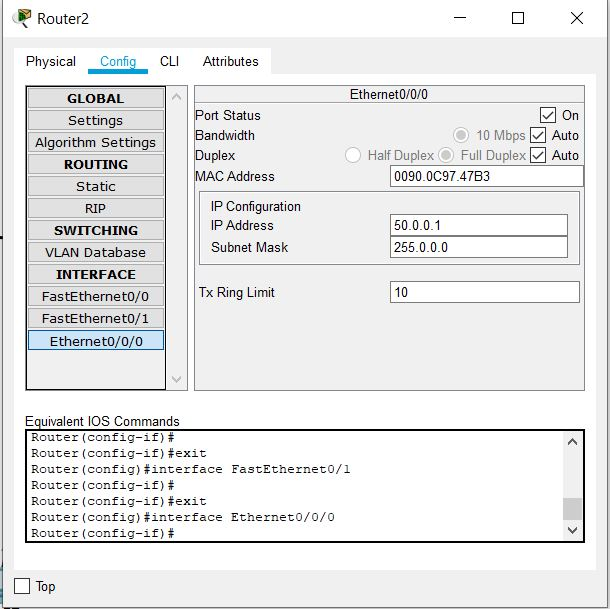 Router2
Physical Config CLI Attributes
GLOBAL
Settings
Algorithm Settings
ROUTING
Static
RIP
SWITCHING
VLAN Database
INTERFACE
FastEthernet0/0
FastEthernet0/1
Ethernet0/0/0
Ethernet0/0/0
Port Status On
Bandwidth 10 Mbps Auto
Duplex Half Duplex Full Duplex Auto
MAC Address 0090.0C97.47B3
IP Configuration
IP Address 50.0.0.1
Subnet Mask 255.0.0.0
Tx Ring Limit 10
Equivalent IOS Commands
Router(config-if)#
Router(config-if)#exit
Router(config)#interface FastEthernet0/1
Router(config-if)#
Router(config-if)#exit
Router(config)#interface Ethernet0/0/0
Router(config-if)#
Top